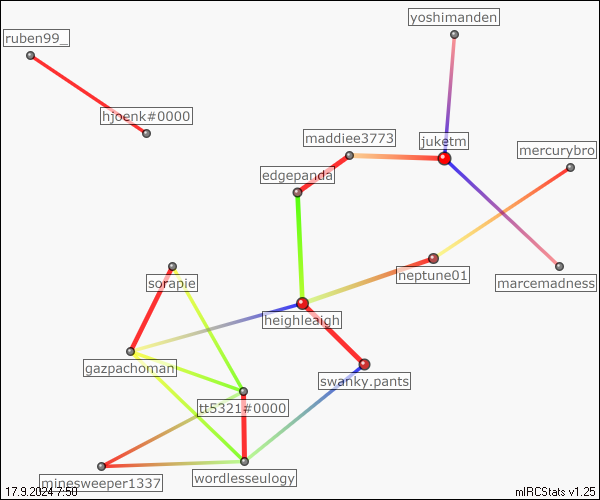 yoshimanden
ruben99_
hjoenk#0000
maddiee3773
juketm
mercurybro
edgepanda
neptune01
sorapie
marcemadness
heighleaigh
gazpachoman
swanky.pants
tt5321#0000
wordlesseulogy
minesweeper1337
17.9.2024 7:50
mIRCStats v1.25